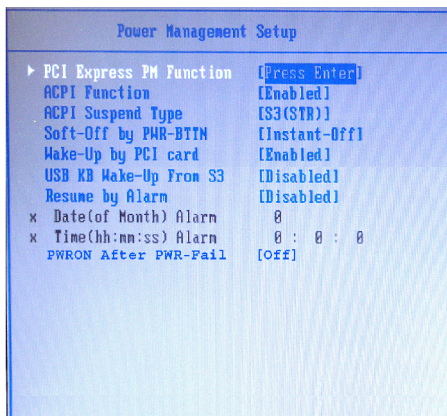 Power Management Setup
▶ PCI Express PM Function [Press Enter]
ACPI Function [Enabled]
ACPI Suspend Type [S3(STR)]
Soft-Off by PWR-BTTN [Instant-Off]
Wake-Up by PCI card [Enabled]
USB KB Wake-Up From S3 [Disabled]
Resume by Alarm [Disabled]
x Date(of Month) Alarm 0
x Time(hh:mm:ss) Alarm 0 : 0 : 0
PWRON After PWR-Fail [Off]